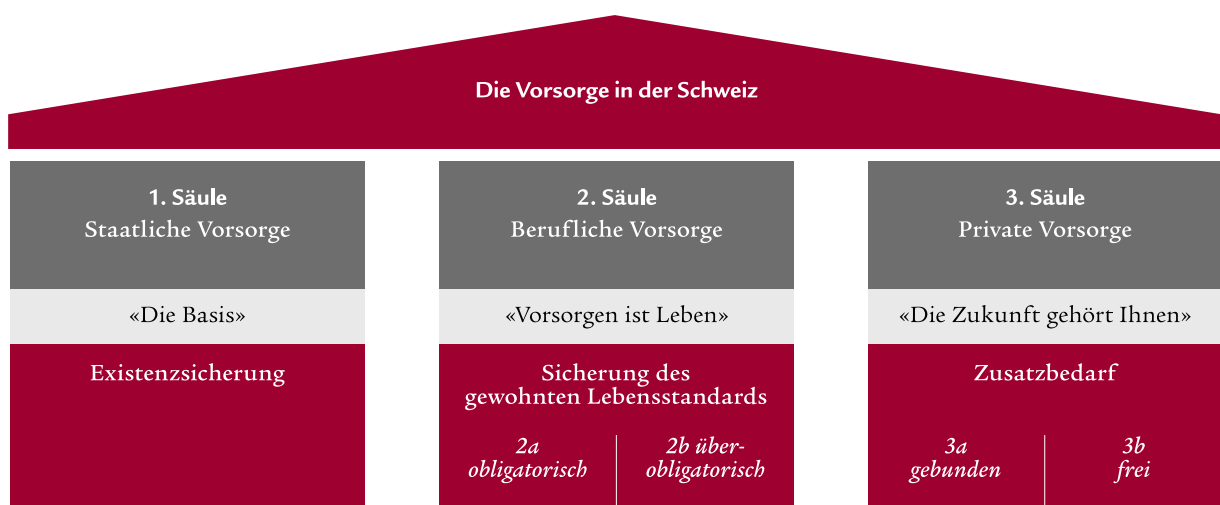 Die Vorsorge in der Schweiz
1. Säule
Staatliche Vorsorge
«Die Basis»
Existenzsicherung
2. Säule
Berufliche Vorsorge
«Vorsorgen ist Leben»
Sicherung des
gewohnten Lebensstandards
2a
obligatorisch
2b über-
obligatorisch
3. Säule
Private Vorsorge
«Die Zukunft gehört Ihnen»
Zusatzbedarf
3a
gebunden
3b
frei